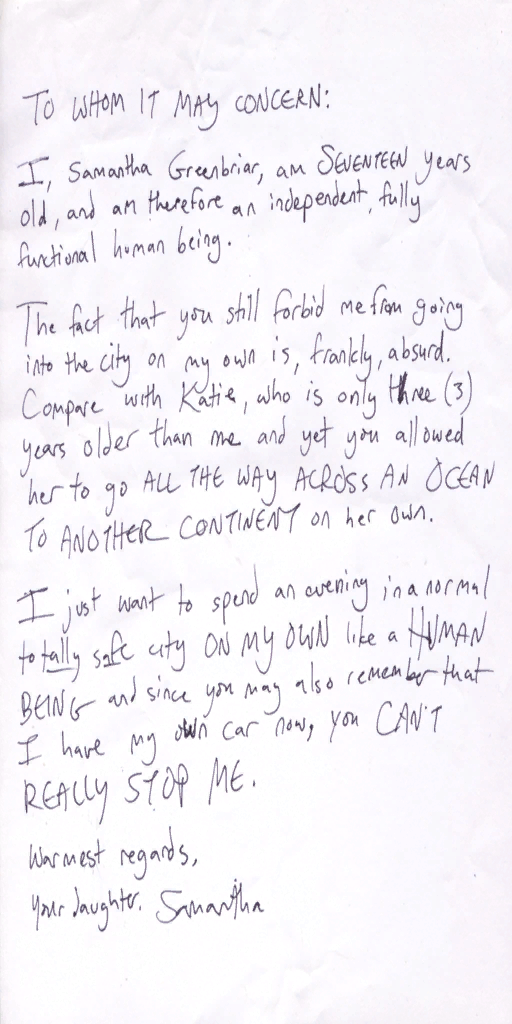 TO WHOM IT MAY CONCERN:
I, Samantha Greenbriar, am SEVENTEEN years
old, and am therefore an independent, fully
functional human being.
The fact that you still forbid me from going
into the city on my own is, frankly, absurd.
Compare with Katie, who is only three (3)
years older than me and yet you allowed
her to go ALL THE WAY ACROSS AN OCEAN
TO ANOTHER CONTINENT on her own.
I just want to spend an evening in a normal
totally safe city ON MY OWN like a HUMAN
BEING and since you may also remember that
I have my own car now, you CAN'T
REALLY STOP ME.
Warmest regards,
your daughter. Samantha